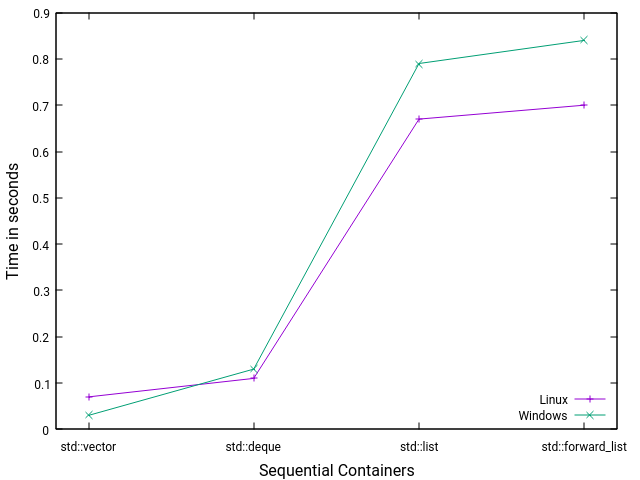 0.9
0.8
0.7
0.6
0.5
0.4
0.3
0.2
0.1
0
Time in seconds
Linux
Windows
std::vector std::deque std::list std::forward_list
Sequential Containers